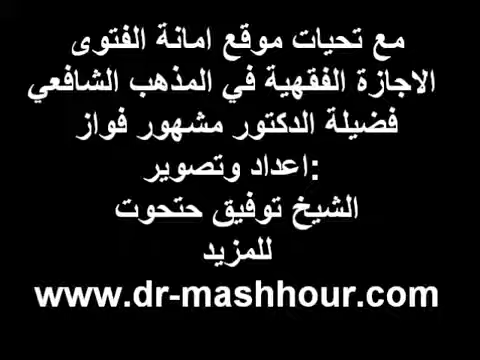 مع تحيات موقع امانة الفتوى
الاجازة الفقهية في المذهب الشافعي
فضيلة الدكتور مشهور فواز
اعداد وتصوير:
الشيخ توفيق حتحوت
للمزيد
www.dr-mashhour.com